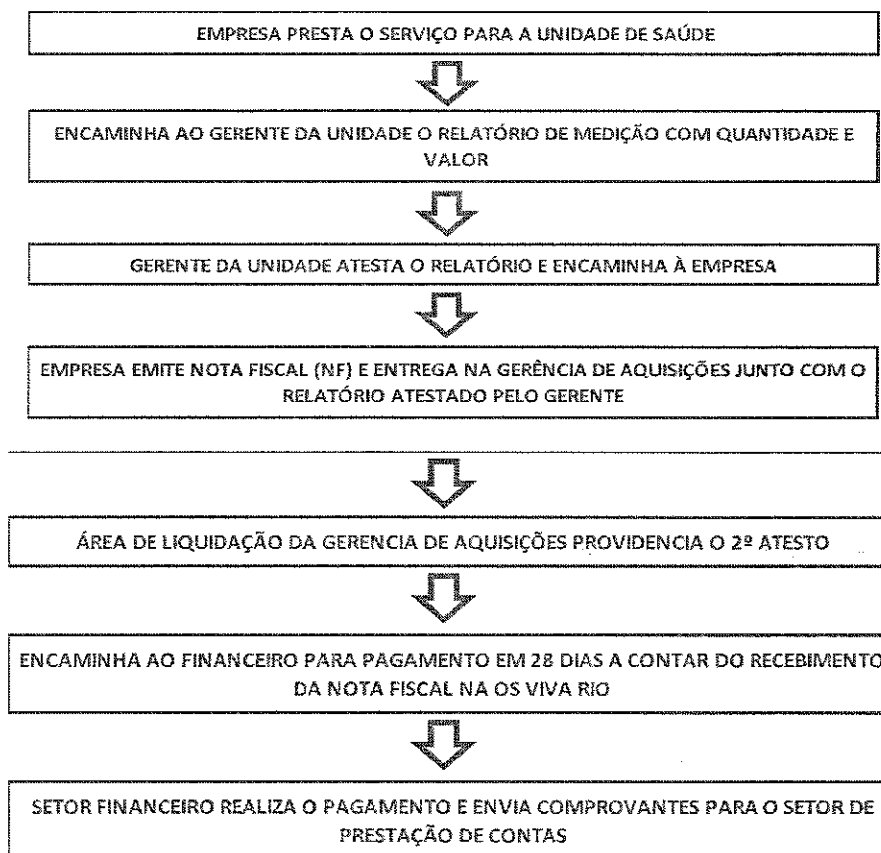 EMPRESA PRESTA O SERVIÇO PARA A UNIDADE DE SAÚDE
ENCAMINHA AO GERENTE DA UNIDADE O RELATÓRIO DE MEDIÇÃO COM QUANTIDADE E
VALOR
GERENTE DA UNIDADE ATESTA O RELATÓRIO E ENCAMINHA À EMPRESA
EMPRESA EMITE NOTA FISCAL (NF) E ENTREGA NA GERÊNCIA DE AQUISIÇÕES JUNTO COM O
RELATÓRIO ATESTADO PELO GERENTE
ÁREA DE LIQUIDAÇÃO DA GERENCIA DE AQUISIÇÕES PROVIDENCIA O 2º ATESTO
ENCAMINHA AO FINANCEIRO PARA PAGAMENTO EM 28 DIAS A CONTAR DO RECEBIMENTO
DA NOTA FISCAL NA OS VIVA RIO
SETOR FINANCEIRO REALIZA O PAGAMENTO E ENVIA COMPROVANTES PARA O SETOR DE
PRESTAÇÃO DE CONTAS